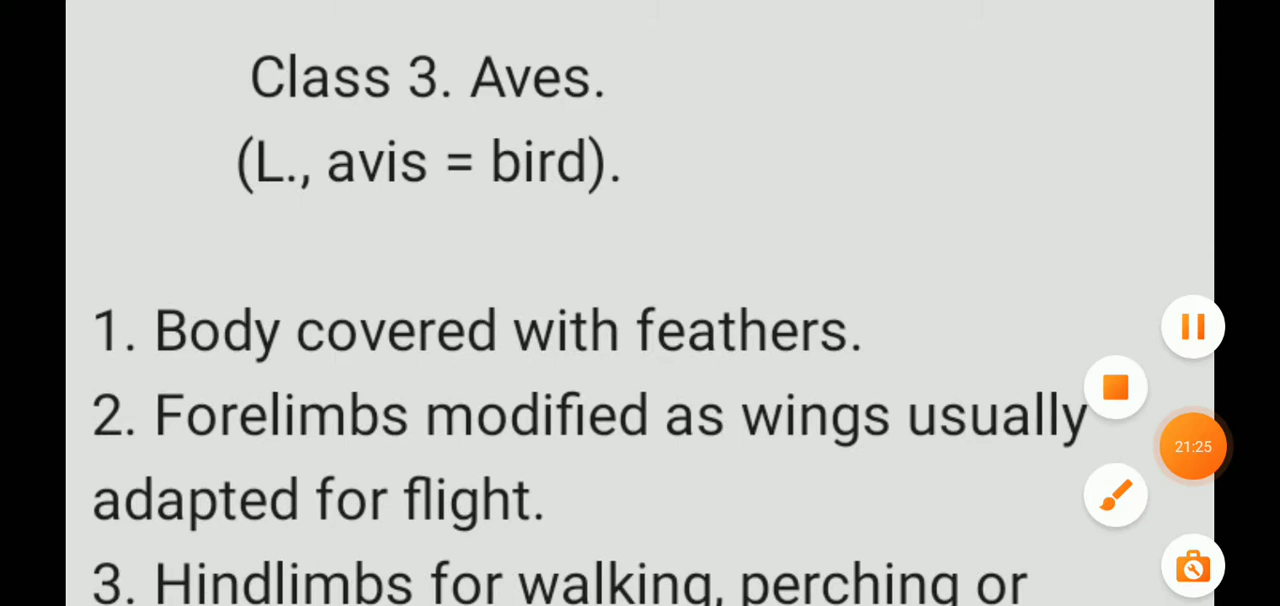 Class 3. Aves.
(L., avis = bird).
1. Body covered with feathers.
2. Forelimbs modified as wings usually
adapted for flight.
3. Hindlimbs for walking, perching or
21:25